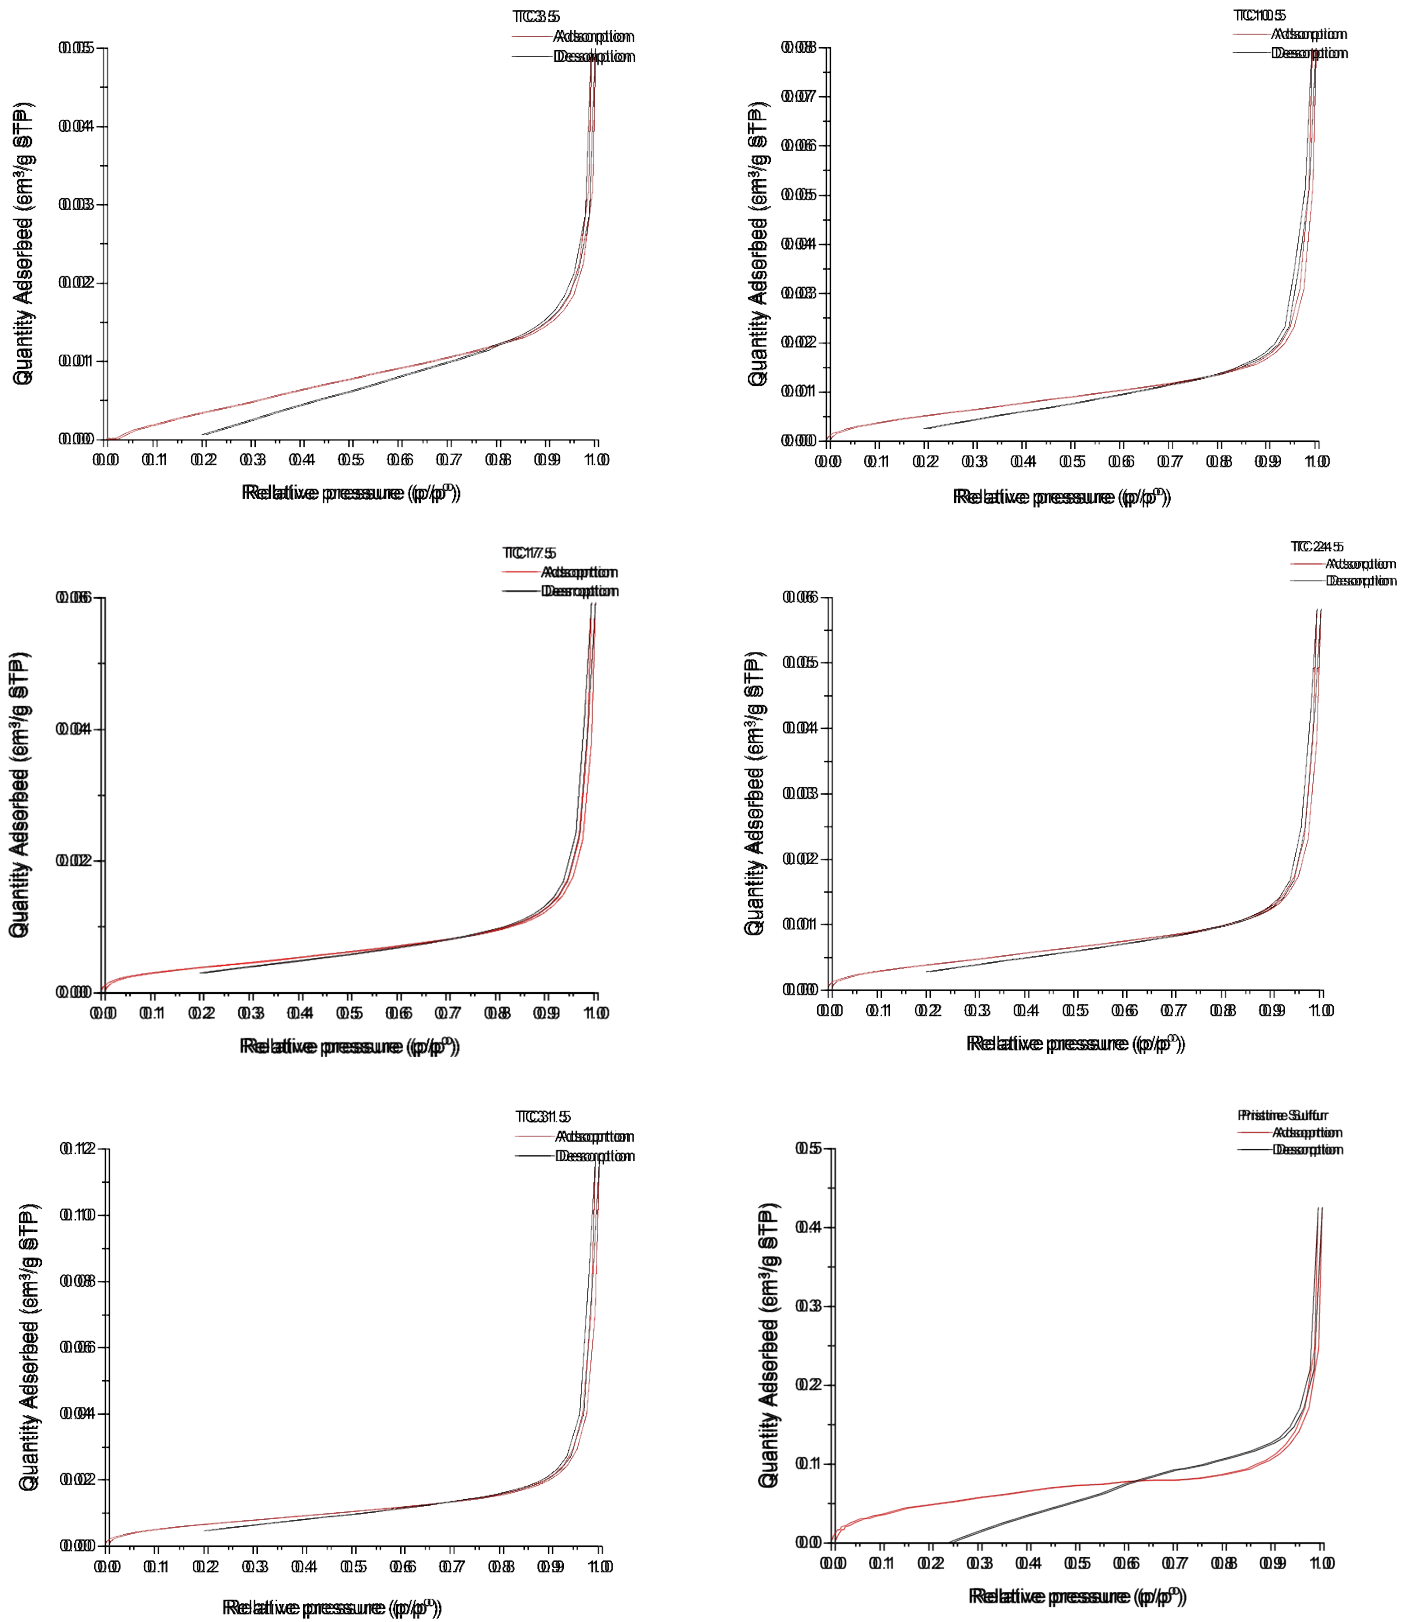 TC3.5
Adsorption
Desorption
0.05
0.04
0.03
0.02
0.01
0.00
Quantity Adsorbed (cm³/g STP)
0.0 0.1 0.2 0.3 0.4 0.5 0.6 0.7 0.8 0.9 1.0
Relative pressure (p/p⁰)
TC10.5
Adsorption
Desorption
0.08
0.07
0.06
0.05
0.04
0.03
0.02
0.01
0.00
Quantity Adsorbed (cm³/g STP)
0.0 0.1 0.2 0.3 0.4 0.5 0.6 0.7 0.8 0.9 1.0
Relative pressure (p/p⁰)
TC17.5
Adsorption
Desorption
0.06
0.04
0.02
0.00
Quantity Adsorbed (cm³/g STP)
0.0 0.1 0.2 0.3 0.4 0.5 0.6 0.7 0.8 0.9 1.0
Relative pressure (p/p⁰)
TC 24.5
Adsorption
Desorption
0.06
0.05
0.04
0.03
0.02
0.01
0.00
Quantity Adsorbed (cm³/g STP)
0.0 0.1 0.2 0.3 0.4 0.5 0.6 0.7 0.8 0.9 1.0
Relative pressure (p/p⁰)
TC31.5
Adsorption
Desorption
0.12
0.10
0.08
0.06
0.04
0.02
0.00
Quantity Adsorbed (cm³/g STP)
0.0 0.1 0.2 0.3 0.4 0.5 0.6 0.7 0.8 0.9 1.0
Relative pressure (p/p⁰)
Pristine Sulfur
Adsorption
Desorption
0.5
0.4
0.3
0.2
0.1
0.0
Quantity Adsorbed (cm³/g STP)
0.0 0.1 0.2 0.3 0.4 0.5 0.6 0.7 0.8 0.9 1.0
Relative pressure (p/p⁰)